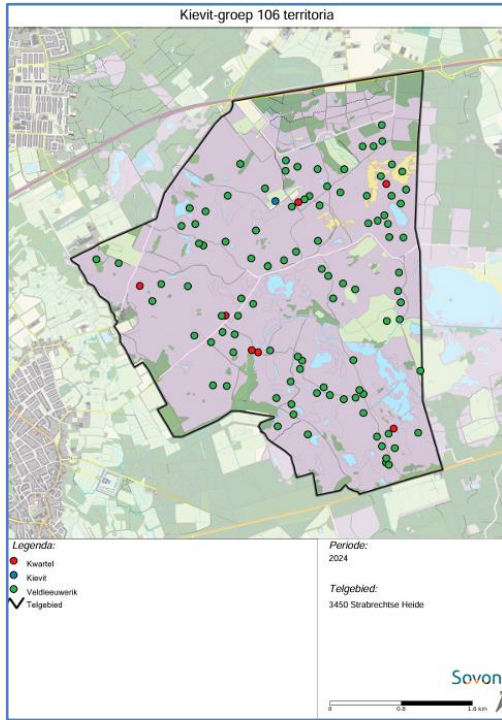 Kievit-groep 106 territoria
Legenda:
Kwartel
Kievit
Veldleeuwerik
Telgebied
Periode:
2024
Telgebied:
3450 Strabrechtse Heide
Sovon
0 0.8 1.6 km